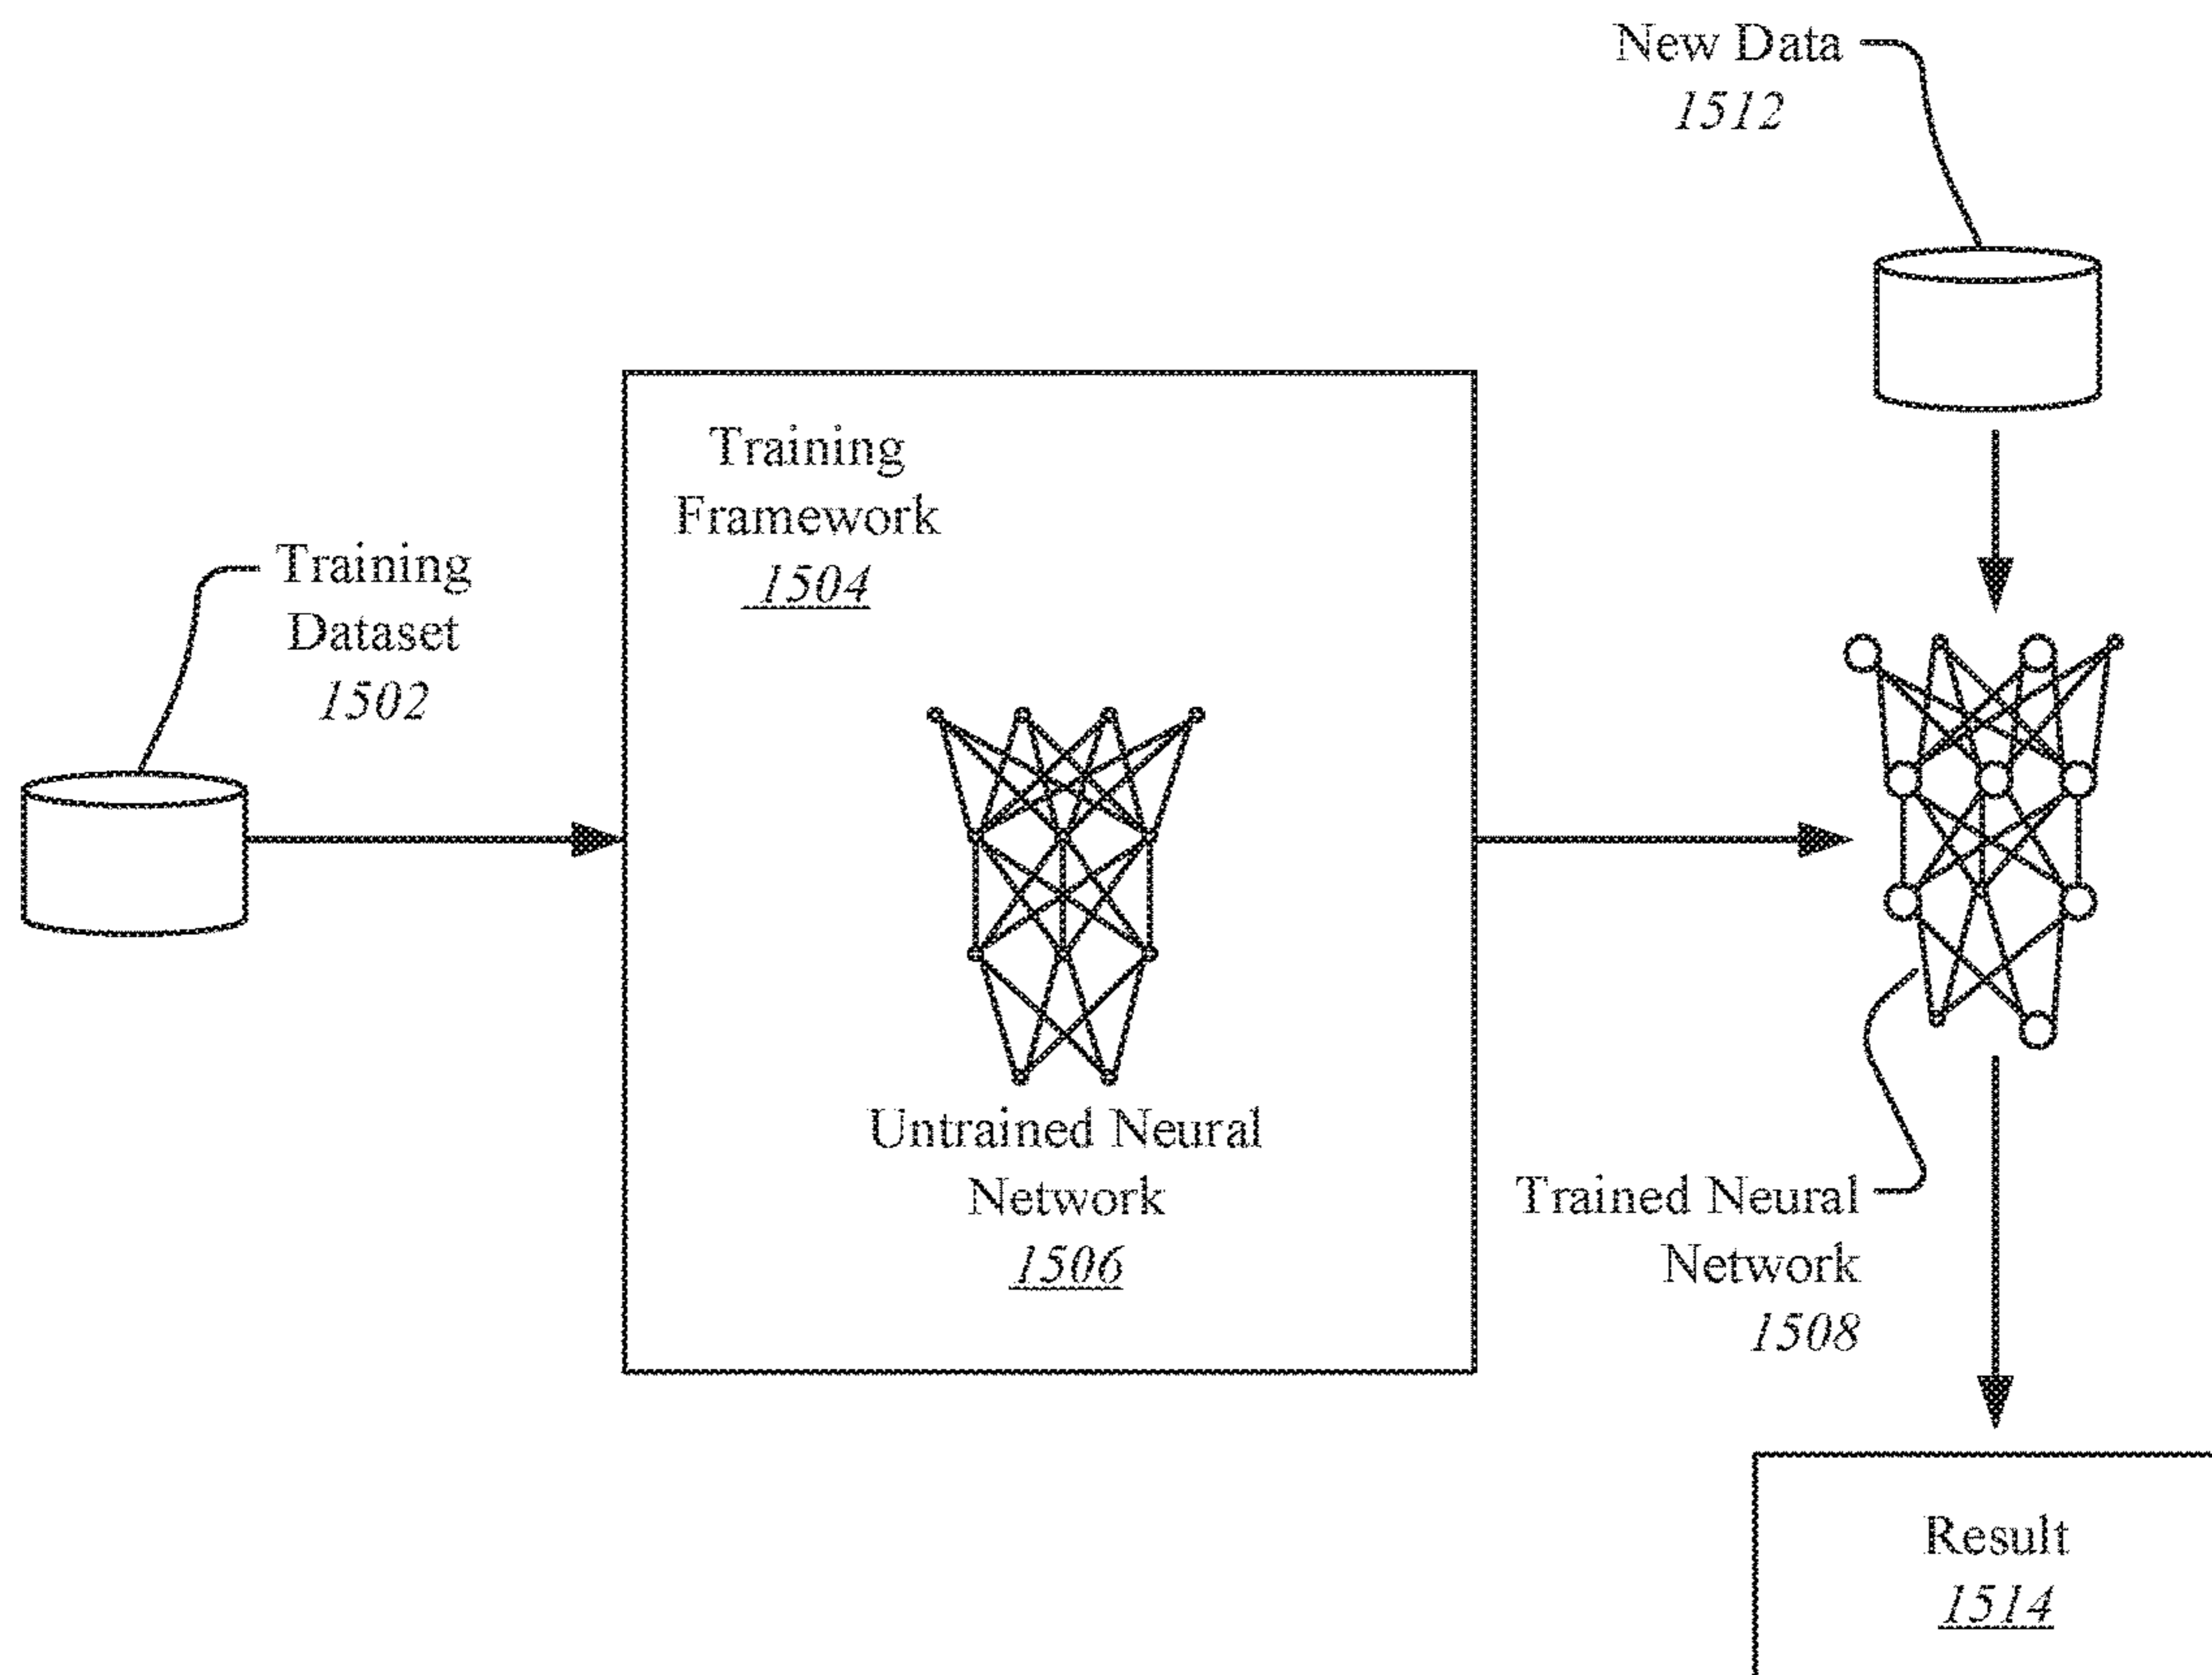 New Data
1512
Training
Framework
1504
Training
Dataset
1502
Untrained Neural
Network
1506
Trained Neural
Network
1508
Result
1514